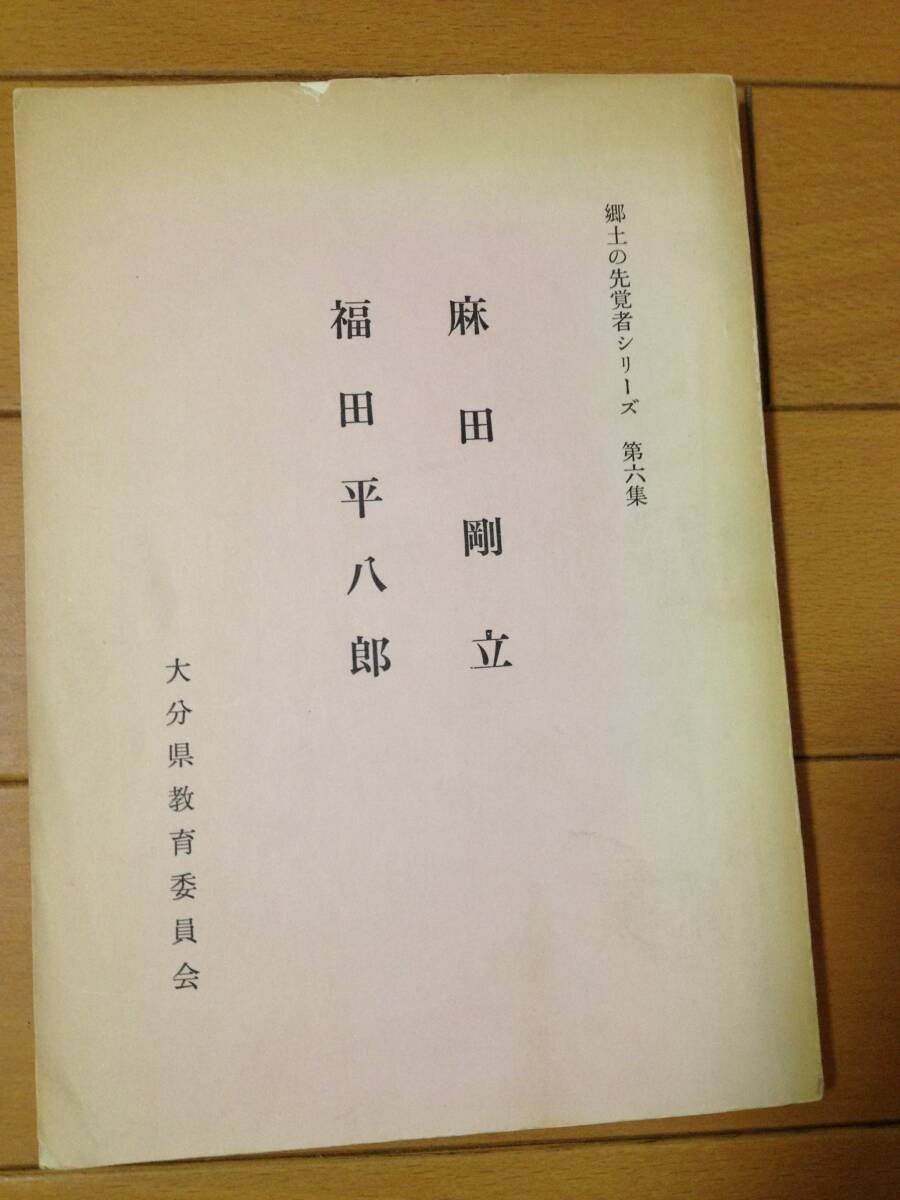 郷土の先覚者シリーズ 第六集
麻田剛立
福田平八郎
大分県教育委員会